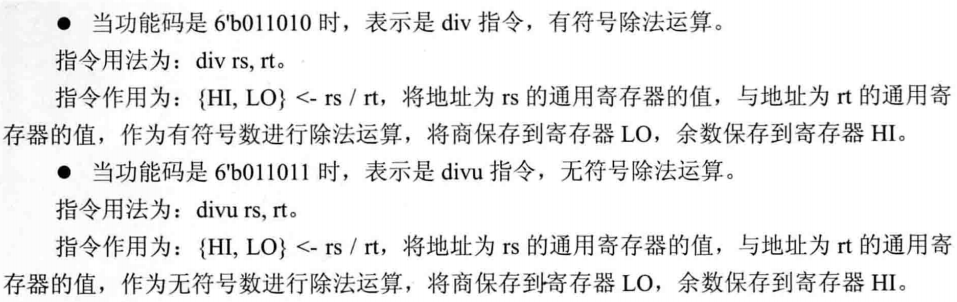 ● 当功能码是 6'b011010 时，表示是 div 指令，有符号除法运算。
指令用法为：div rs, rt。
指令作用为：{HI, LO} <- rs / rt，将地址为 rs 的通用寄存器的值，与地址为 rt 的通用寄
存器的值，作为有符号数进行除法运算，将商保存到寄存器 LO，余数保存到寄存器 HI。
● 当功能码是 6'b011011 时，表示是 divu 指令，无符号除法运算。
指令用法为：divu rs, rt。
指令作用为：{HI, LO} <- rs / rt，将地址为 rs 的通用寄存器的值，与地址为 rt 的通用寄
存器的值，作为无符号数进行除法运算，将商保存到寄存器 LO，余数保存到寄存器 HI。